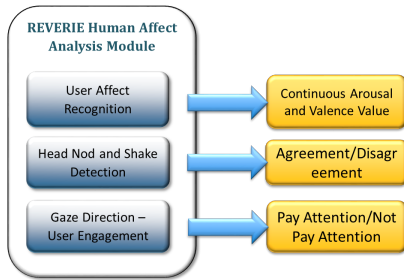 REVERIE Human Affect
Analysis Module
User Affect
Recognition
Continuous Arousal
and Valence Value
Head Nod and Shake
Detection
Agreement/Disagr
eement
Gaze Direction –
User Engagement
Pay Attention/Not
Pay Attention